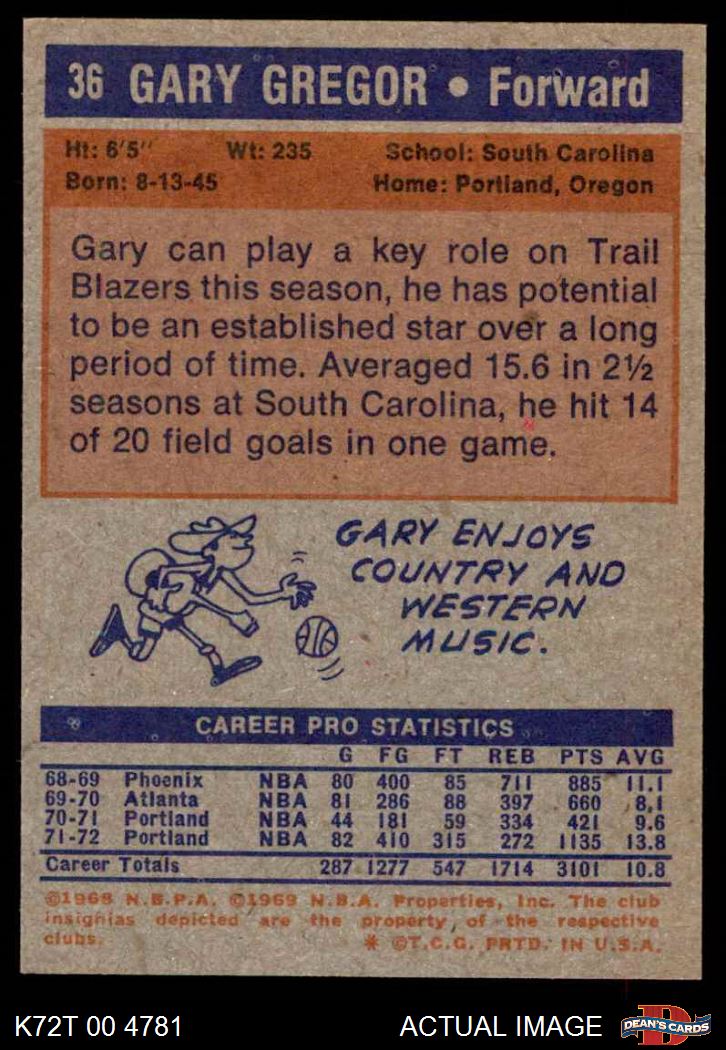 36 GARY GREGOR • Forward
Ht: 6'5" Wt: 235 School: South Carolina
Born: 8-13-45 Home: Portland, Oregon
Gary can play a key role on Trail
Blazers this season, he has potential
to be an established star over a long
period of time. Averaged 15.6 in 2½
seasons at South Carolina, he hit 14
of 20 field goals in one game.
GARY ENJOYS
COUNTRY AND
WESTERN
MUSIC.
CAREER PRO STATISTICS
G FG FT REB PTS AVG
68-69 Phoenix NBA 80 400 85 711 885 11.1
69-70 Atlanta NBA 81 286 88 397 660 8.1
70-71 Portland NBA 44 181 59 334 421 9.6
71-72 Portland NBA 82 410 315 272 1135 13.8
Career Totals 287 1277 547 1714 3101 10.8
©1968 N.B.P.A. ©1969 N.B.A. Properties, Inc. The club
insignias depicted are the property of the respective
clubs. * ©T.C.G. PRTD. IN U.S.A.
K72T 00 4781 ACTUAL IMAGE DEAN'S CARDS